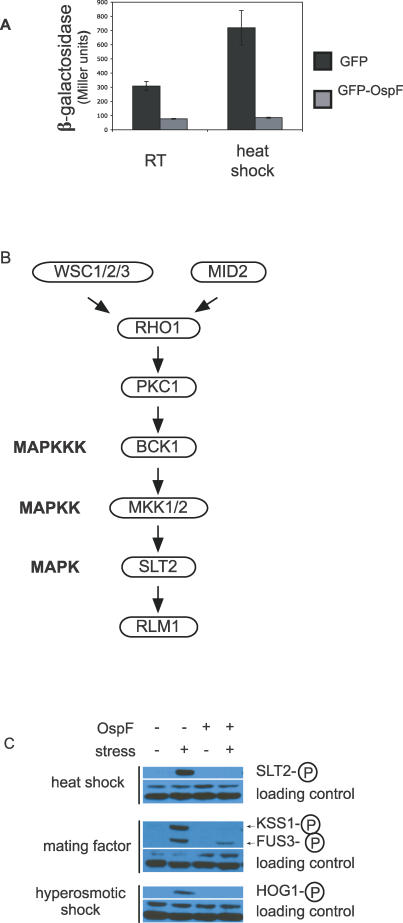 A
β-galactosidase
(Miller units)
900
800
700
600
500
400
300
200
100
0
RT
heat
shock
GFP
GFP-OspF
B
WSC1/2/3
MID2
RHO1
PKC1
MAPKKK
BCK1
MAPKK
MKK1/2
MAPK
SLT2
RLM1
C
OspF - - + +
stress - + - +
heat shock
SLT2-P
loading control
mating factor
KSS1-P
FUS3-P
loading control
hyperosmotic
shock
HOG1-P
loading control